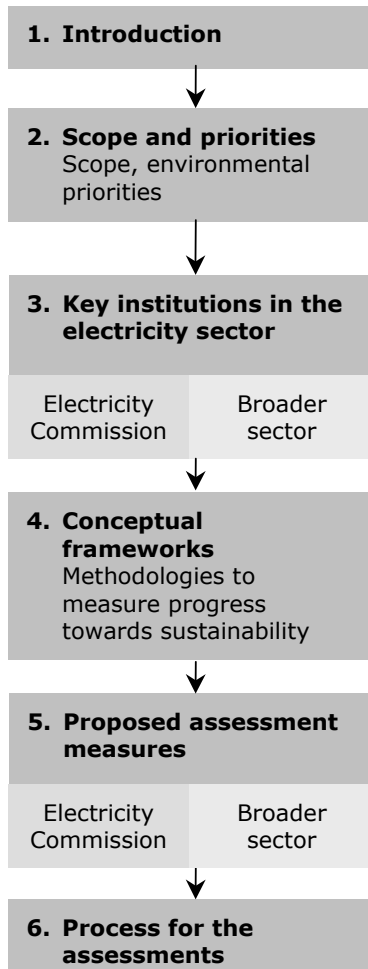 1. Introduction
2. Scope and priorities
Scope, environmental
priorities
3. Key institutions in the
electricity sector
Electricity
Commission
Broader
sector
4. Conceptual
frameworks
Methodologies to
measure progress
towards sustainability
5. Proposed assessment
measures
Electricity
Commission
Broader
sector
6. Process for the
assessments